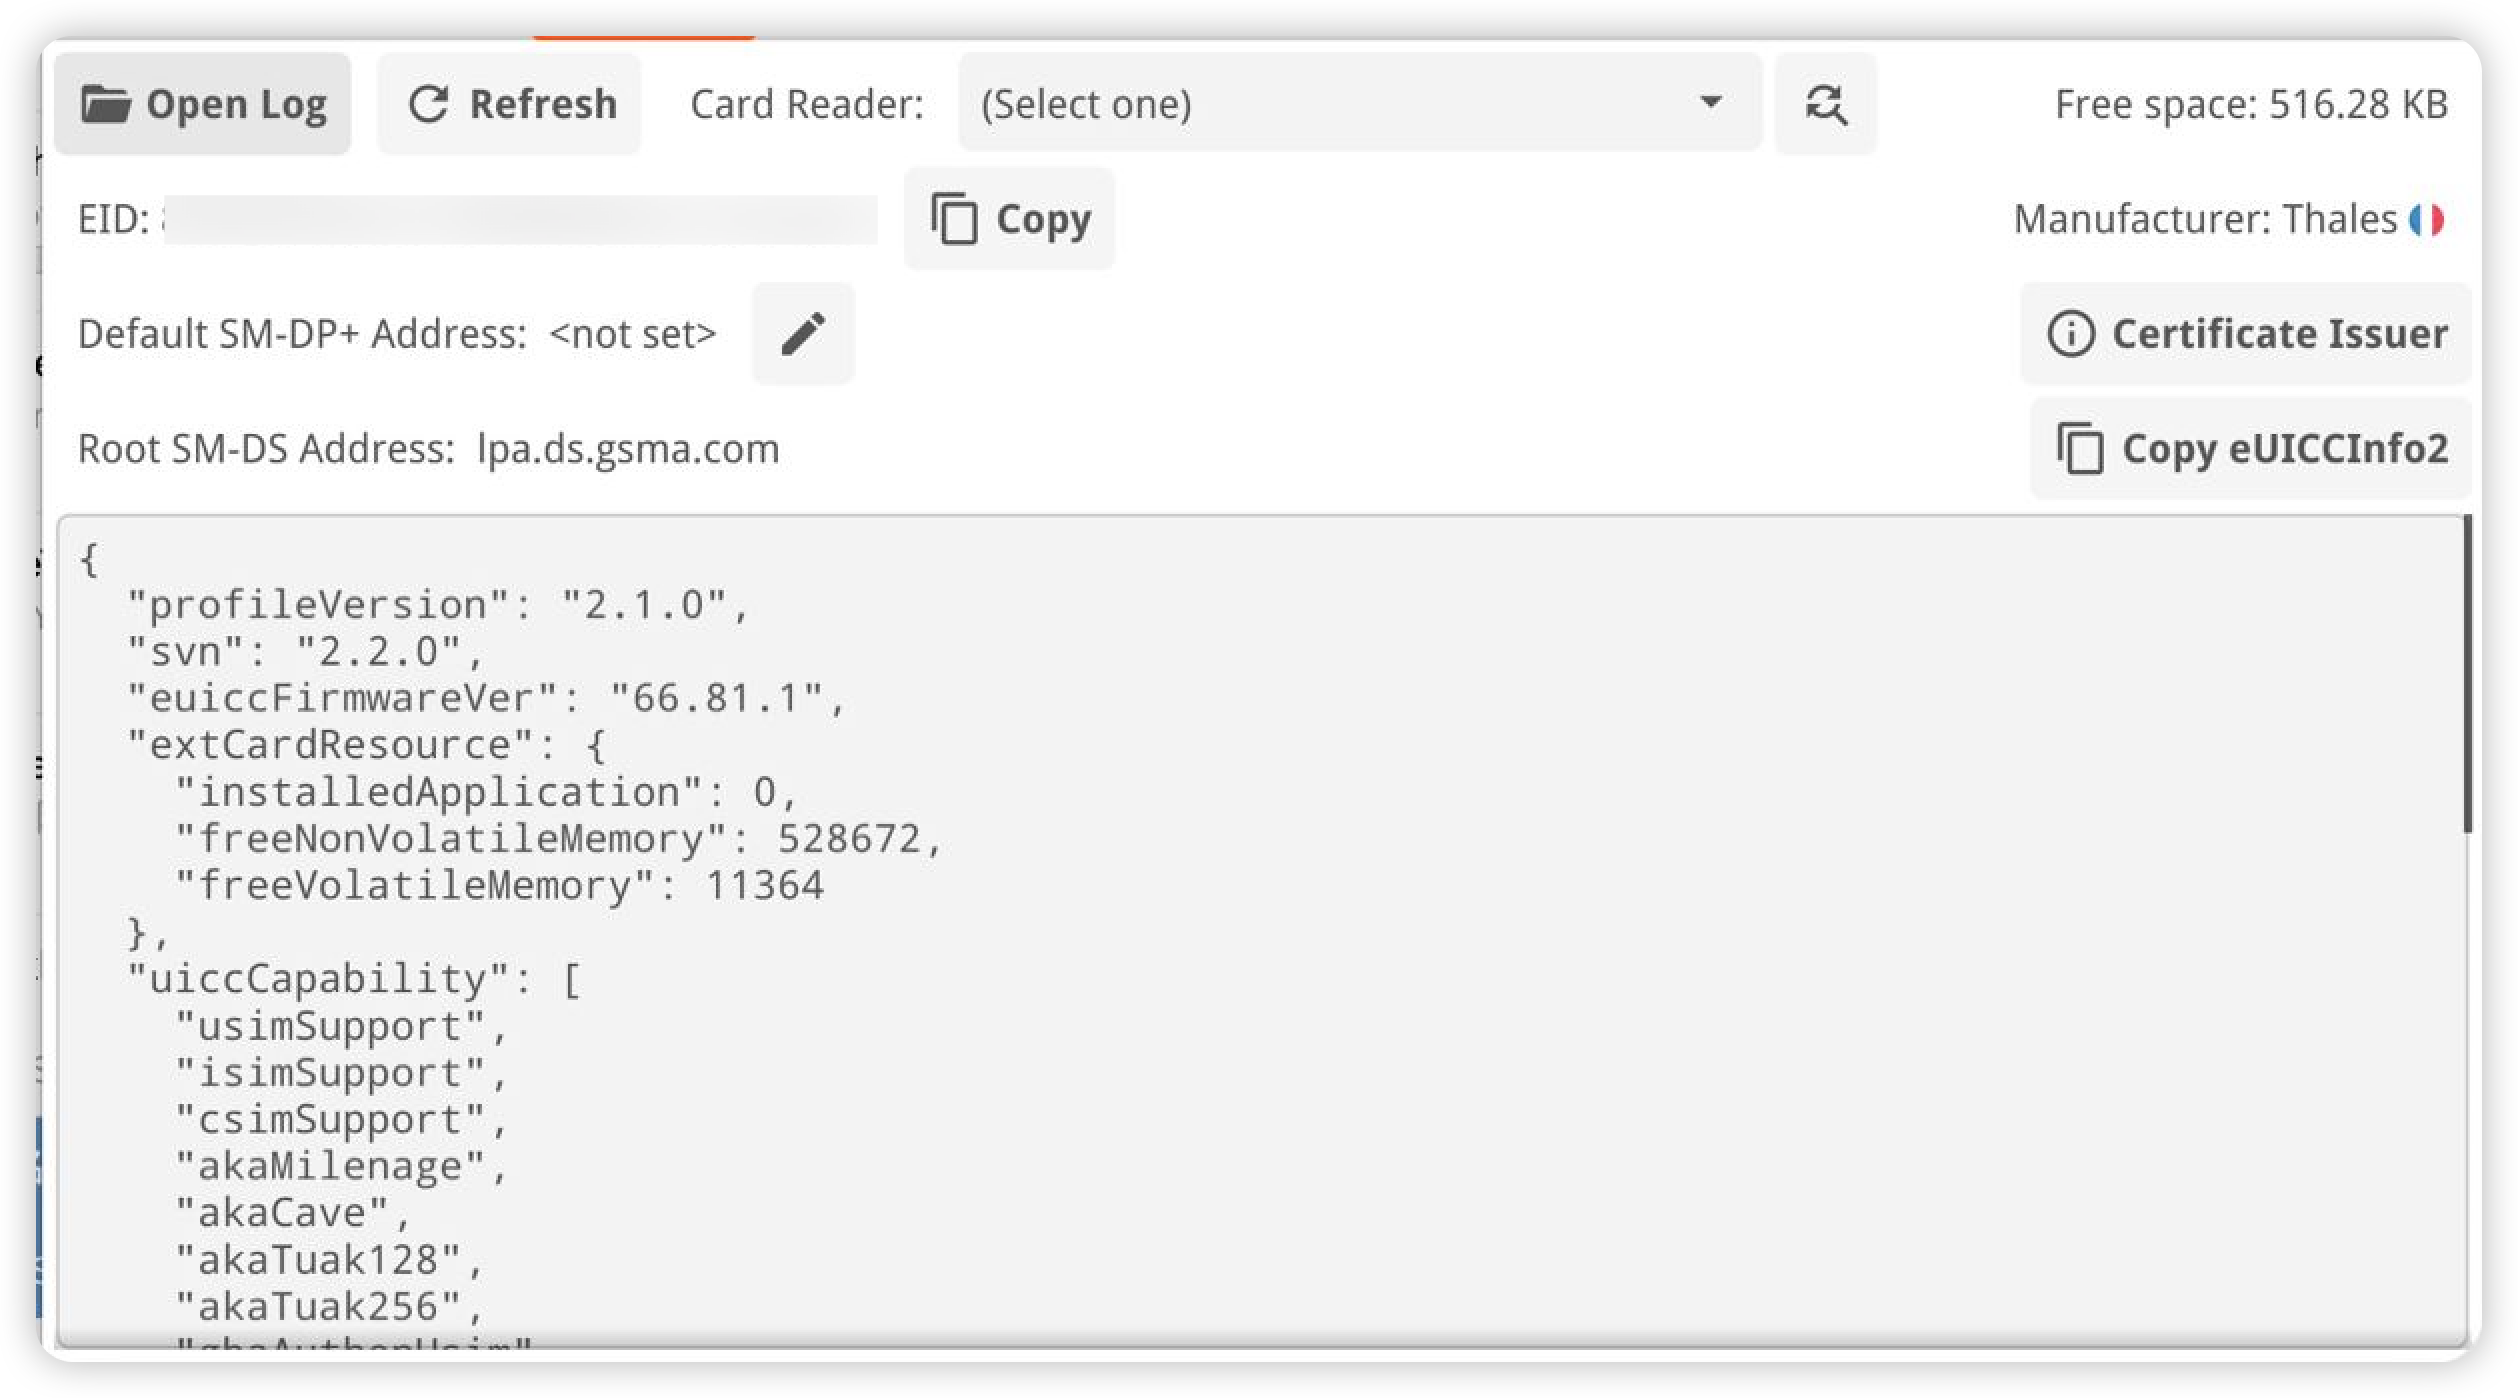 Open Log Refresh Card Reader: (Select one) Free space: 516.28 KB
EID: Copy Manufacturer: Thales
Default SM-DP+ Address: <not set> Certificate Issuer
Root SM-DS Address: lpa.ds.gsma.com Copy eUICCInfo2
{
"profileVersion": "2.1.0",
"svn": "2.2.0",
"euiccFirmwareVer": "66.81.1",
"extCardResource": {
"installedApplication": 0,
"freeNonVolatileMemory": 528672,
"freeVolatileMemory": 11364
},
"uiccCapability": [
"usimSupport",
"isimSupport",
"csimSupport",
"akaMilenage",
"akaCave",
"akaTuak128",
"akaTuak256",